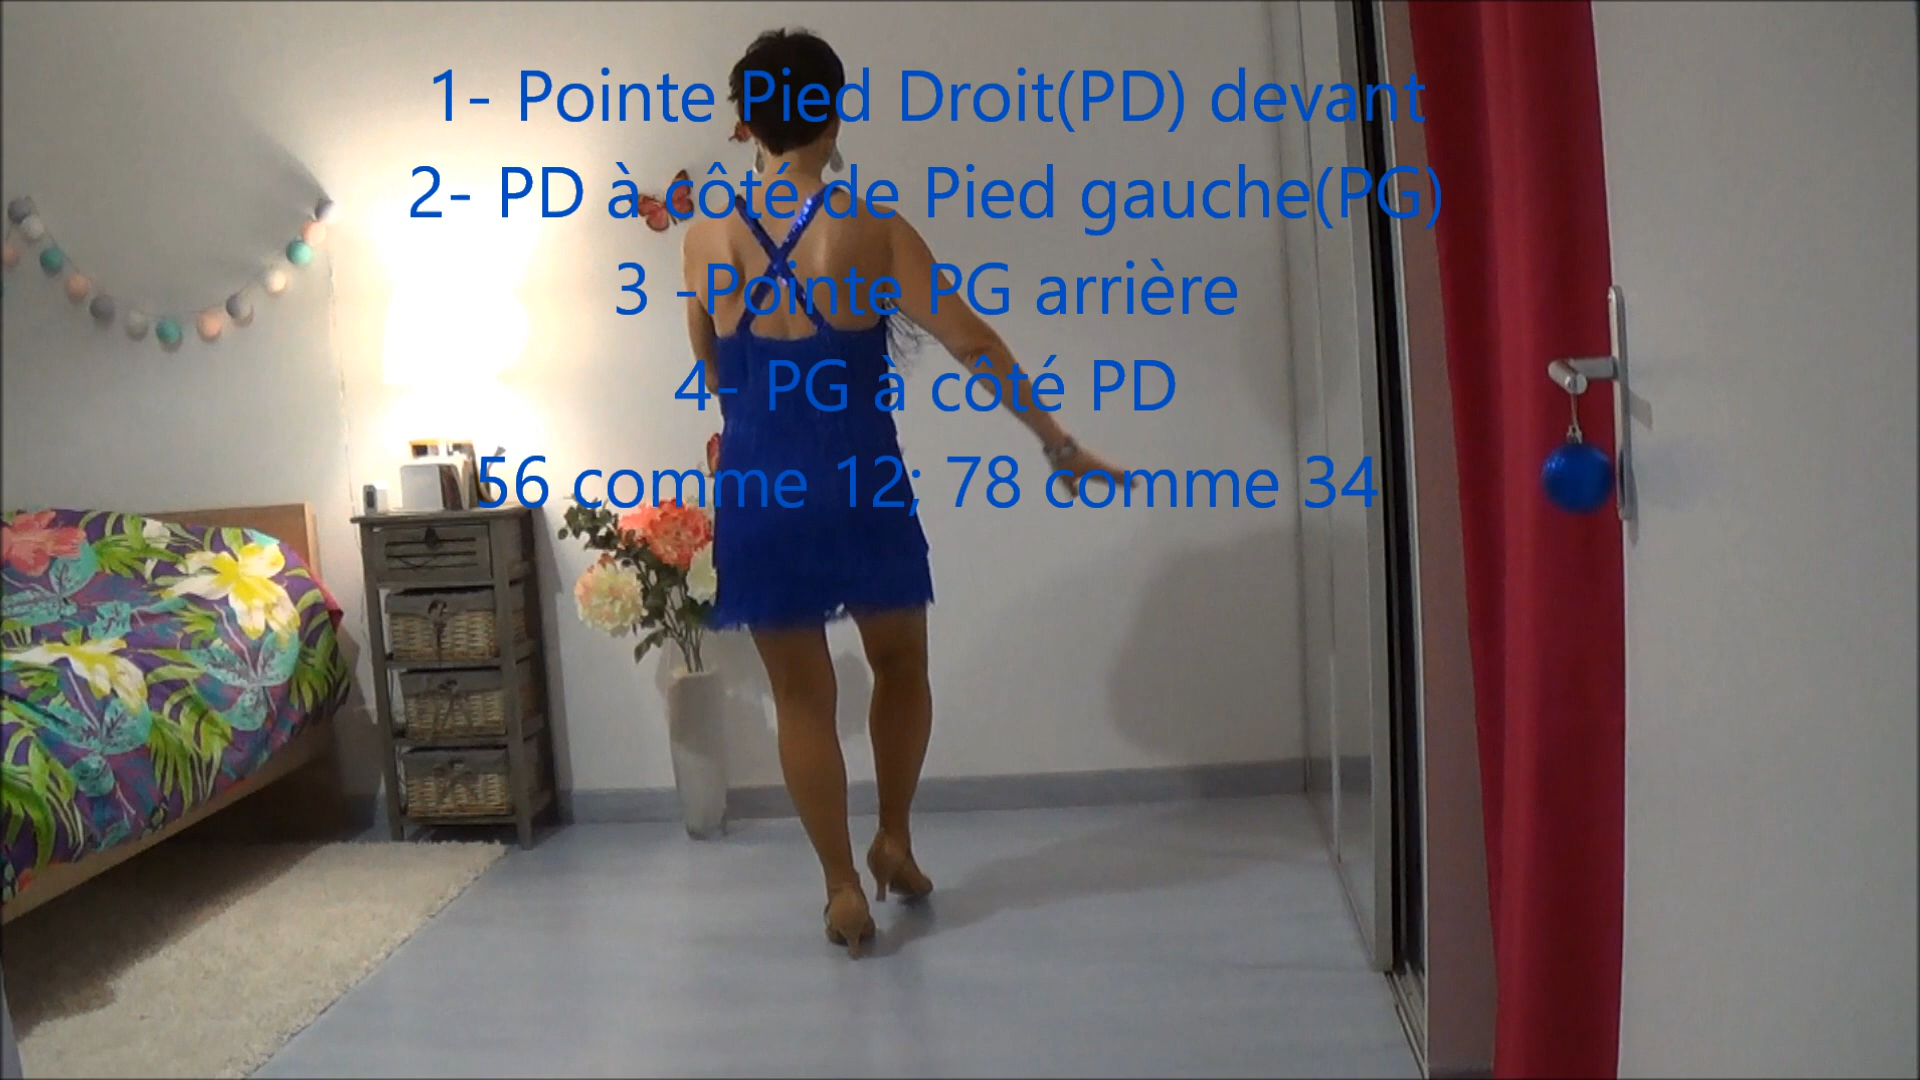 1- Pointe Pied Droit(PD) devant
2- PD à côté de Pied gauche(PG)
3 -Pointe PG arrière
4- PG à côté PD
56 comme 12; 78 comme 34